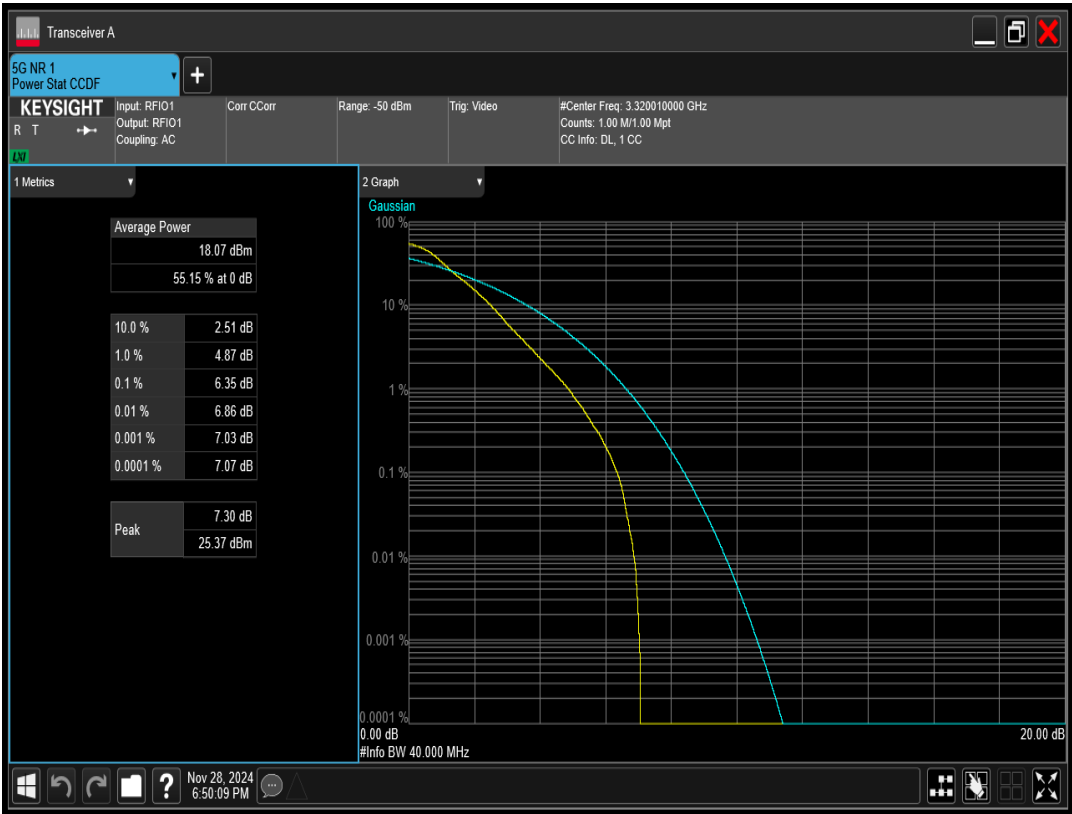 Transceiver A
5G NR 1
Power Stat CCDF
KEYSIGHT
R T
LXI
Input: RFIO1
Output: RFIO1
Coupling: AC
Corr CCorr
Range: -50 dBm
Trig: Video
#Center Freq: 3.320010000 GHz
Counts: 1.00 M/1.00 Mpt
CC Info: DL, 1 CC
1 Metrics
Average Power
18.07 dBm
55.15 % at 0 dB
10.0 % 2.51 dB
1.0 % 4.87 dB
0.1 % 6.35 dB
0.01 % 6.86 dB
0.001 % 7.03 dB
0.0001 % 7.07 dB
Peak
7.30 dB
25.37 dBm
2 Graph
Gaussian
100 %
10 %
1 %
0.1 %
0.01 %
0.001 %
0.0001 %
0.00 dB 20.00 dB
#Info BW 40.000 MHz
?
Nov 28, 2024
6:50:09 PM